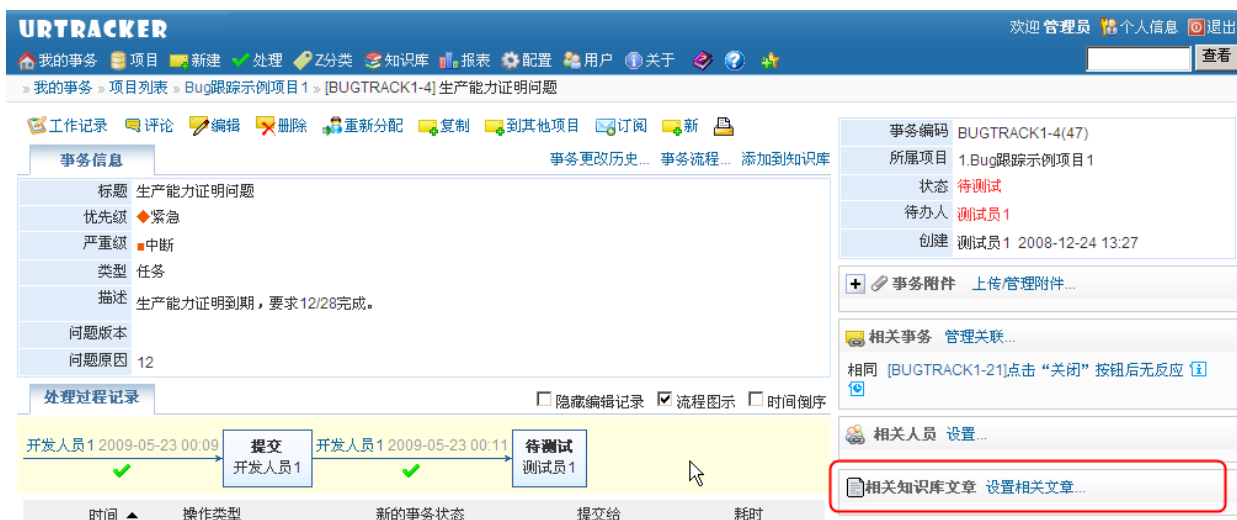 URTRACKER
欢迎 管理员 个人信息 退出
我的事务 项目 新建 处理 Z分类 知识库 报表 配置 用户 关于 查看
» 我的事务 » 项目列表 » Bug跟踪示例项目1 » [BUGTRACK1-4] 生产能力证明问题
工作记录 评论 编辑 删除 重新分配 复制 到其他项目 订阅 新
事务信息 事务更改历史... 事务流程... 添加到知识库
标题 生产能力证明问题
优先级 紧急
严重级 中断
类型 任务
描述 生产能力证明到期，要求12/28完成。
问题版本
问题原因 12
处理过程记录 隐藏编辑记录 流程图示 时间倒序
开发人员1 2009-05-23 00:09 提交 开发人员1 2009-05-23 00:11 待测试
开发人员1 测试员1
时间 ▲ 操作类型 新的事务状态 提交给 耗时
事务编码 BUGTRACK1-4(47)
所属项目 1.Bug跟踪示例项目1
状态 待测试
待办人 测试员1
创建 测试员1 2008-12-24 13:27
事务附件 上传/管理附件...
相关事务 管理关联...
相同 [BUGTRACK1-21]点击“关闭”按钮后无反应
相关人员 设置...
相关知识库文章 设置相关文章...